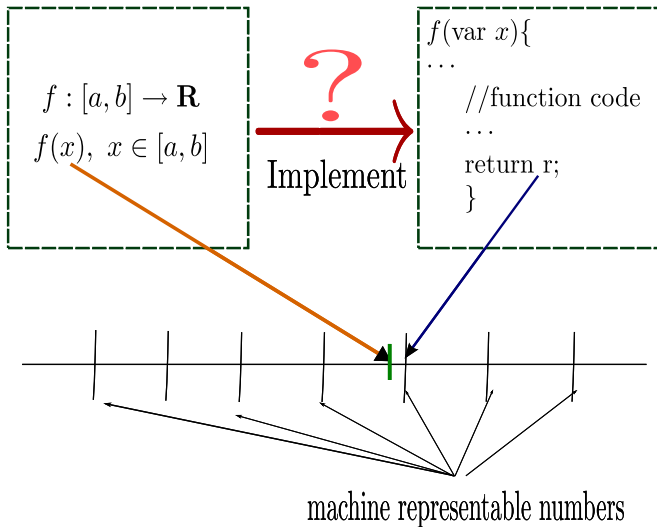 f : [a, b] → R
f(x), x ∈ [a, b]
?
Implement
f(var x){
...
//function code
...
return r;
}
machine representable numbers